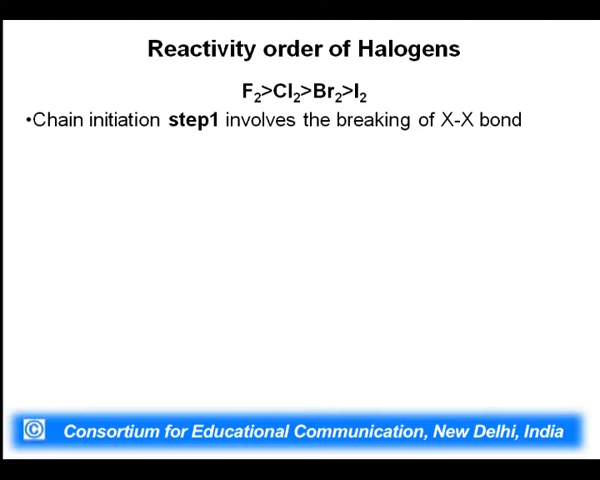 Reactivity order of Halogens
F₂>Cl₂>Br₂>I₂
•Chain initiation step1 involves the breaking of X-X bond
© Consortium for Educational Communication, New Delhi, India